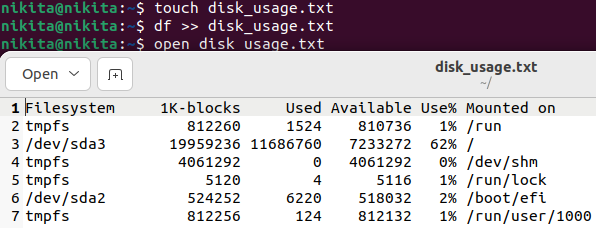 nikita@nikita:~$ touch disk_usage.txt
nikita@nikita:~$ df >> disk_usage.txt
nikita@nikita:~$ open disk_usage.txt
Open
disk_usage.txt
~/
1 Filesystem 1K-blocks Used Available Use% Mounted on
2 tmpfs 812260 1524 810736 1% /run
3 /dev/sda3 19959236 11686760 7233272 62% /
4 tmpfs 4061292 0 4061292 0% /dev/shm
5 tmpfs 5120 4 5116 1% /run/lock
6 /dev/sda2 524252 6220 518032 2% /boot/efi
7 tmpfs 812256 124 812132 1% /run/user/1000